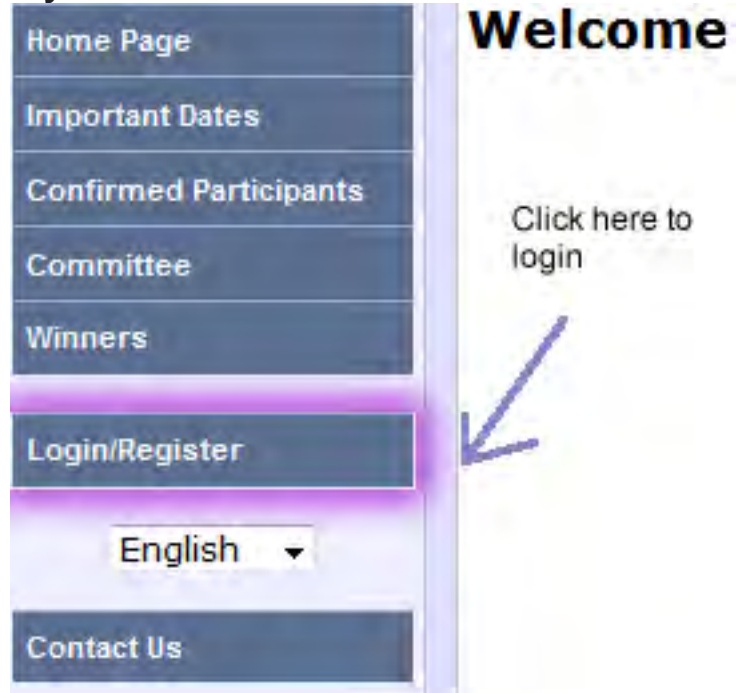 Home Page
Welcome
Important Dates
Confirmed Participants
Click here to
login
Committee
Winners
Login/Register
English
Contact Us